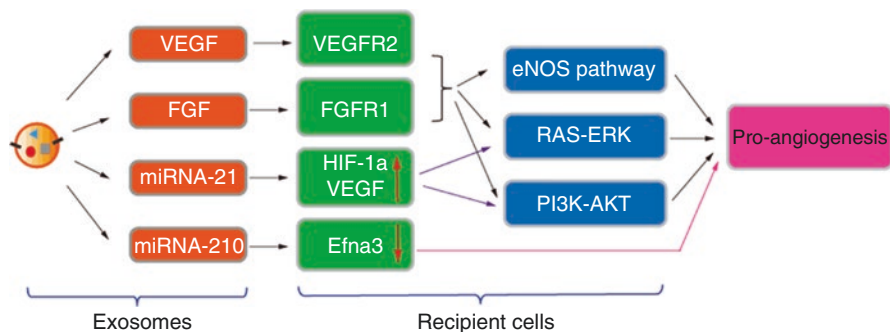 VEGF
VEGFR2
eNOS pathway
FGF
FGFR1
RAS-ERK
Pro-angiogenesis
miRNA-21
HIF-1a
VEGF
PI3K-AKT
miRNA-210
Efna3
Exosomes
Recipient cells